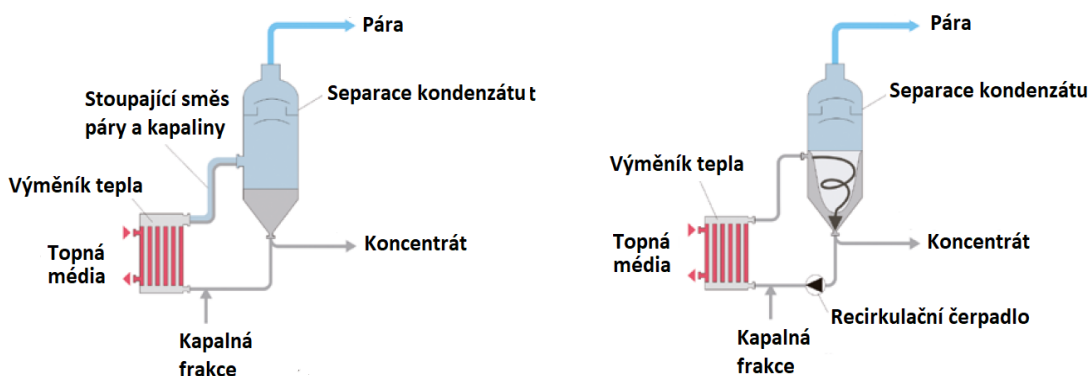 Pára
Separace kondenzátu t
Stoupající směs
páry a kapaliny
Výměník tepla
Topná
média
Koncentrát
Kapalná
frakce
Pára
Separace kondenzátu
Výměník tepla
Topná
média
Koncentrát
Recirkulační čerpadlo
Kapalná
frakce